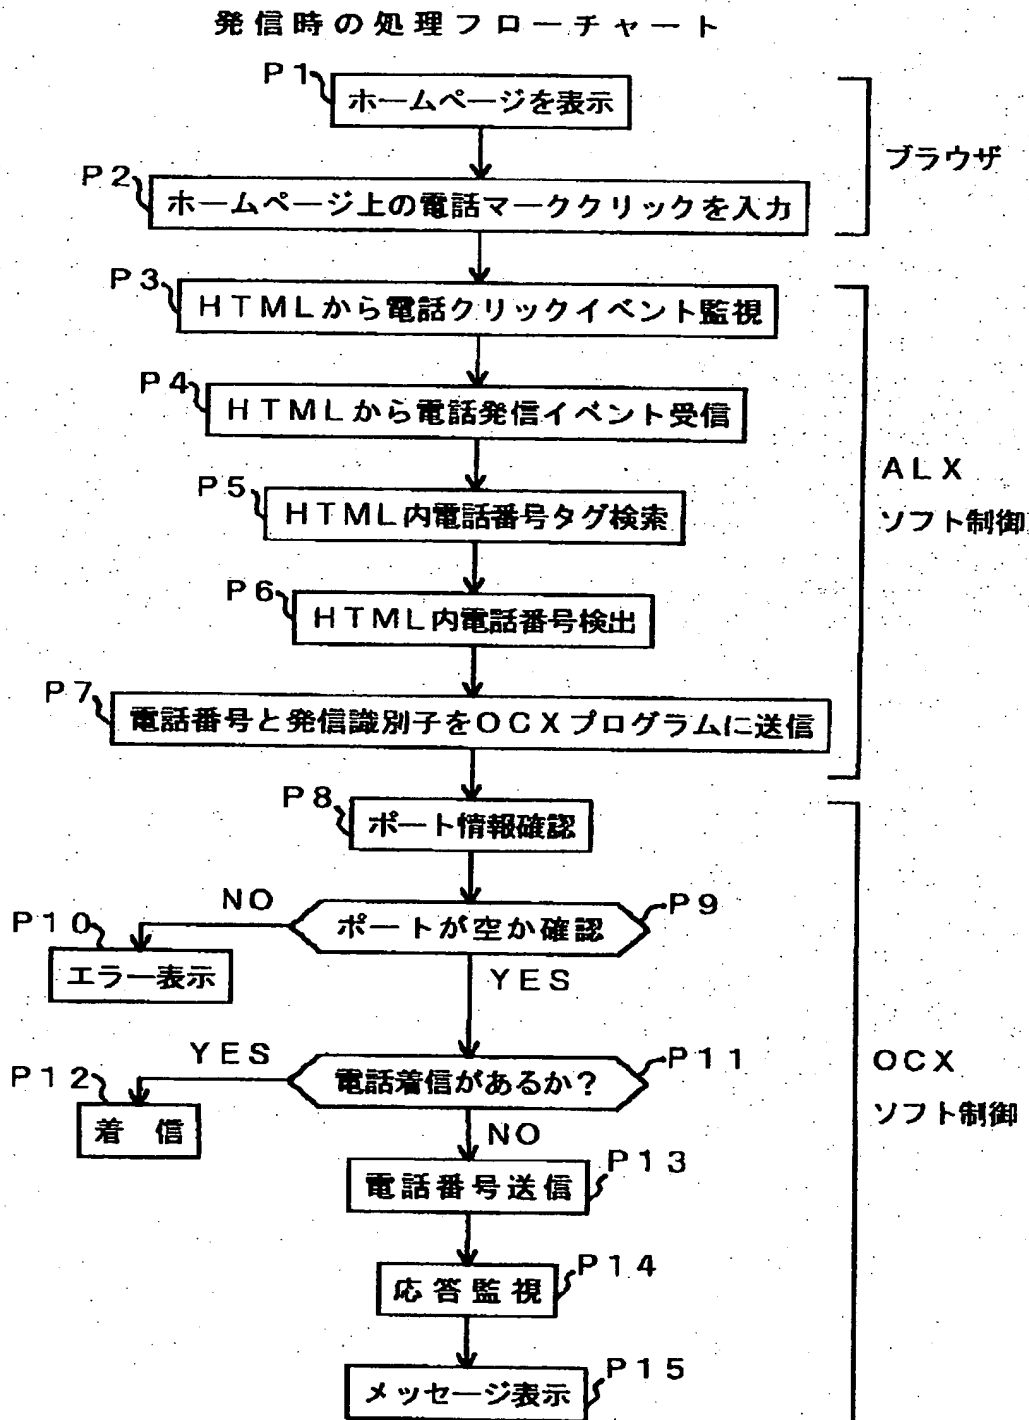 発信時の処理フローチャート
P1
ホームページを表示
ブラウザ
P2
ホームページ上の電話マーククリックを入力
P3
HTMLから電話クリックイベント監視
P4
HTMLから電話発信イベント受信
ALX
ソフト制御
P5
HTML内電話番号タグ検索
P6
HTML内電話番号検出
P7
電話番号と発信識別子をOCXプログラムに送信
P8
ポート情報確認
P9
ポートが空か確認
NO
P10
エラー表示
YES
P11
電話着信があるか?
YES
P12
着信
OCX
ソフト制御
NO
P13
電話番号送信
P14
応答監視
P15
メッセージ表示